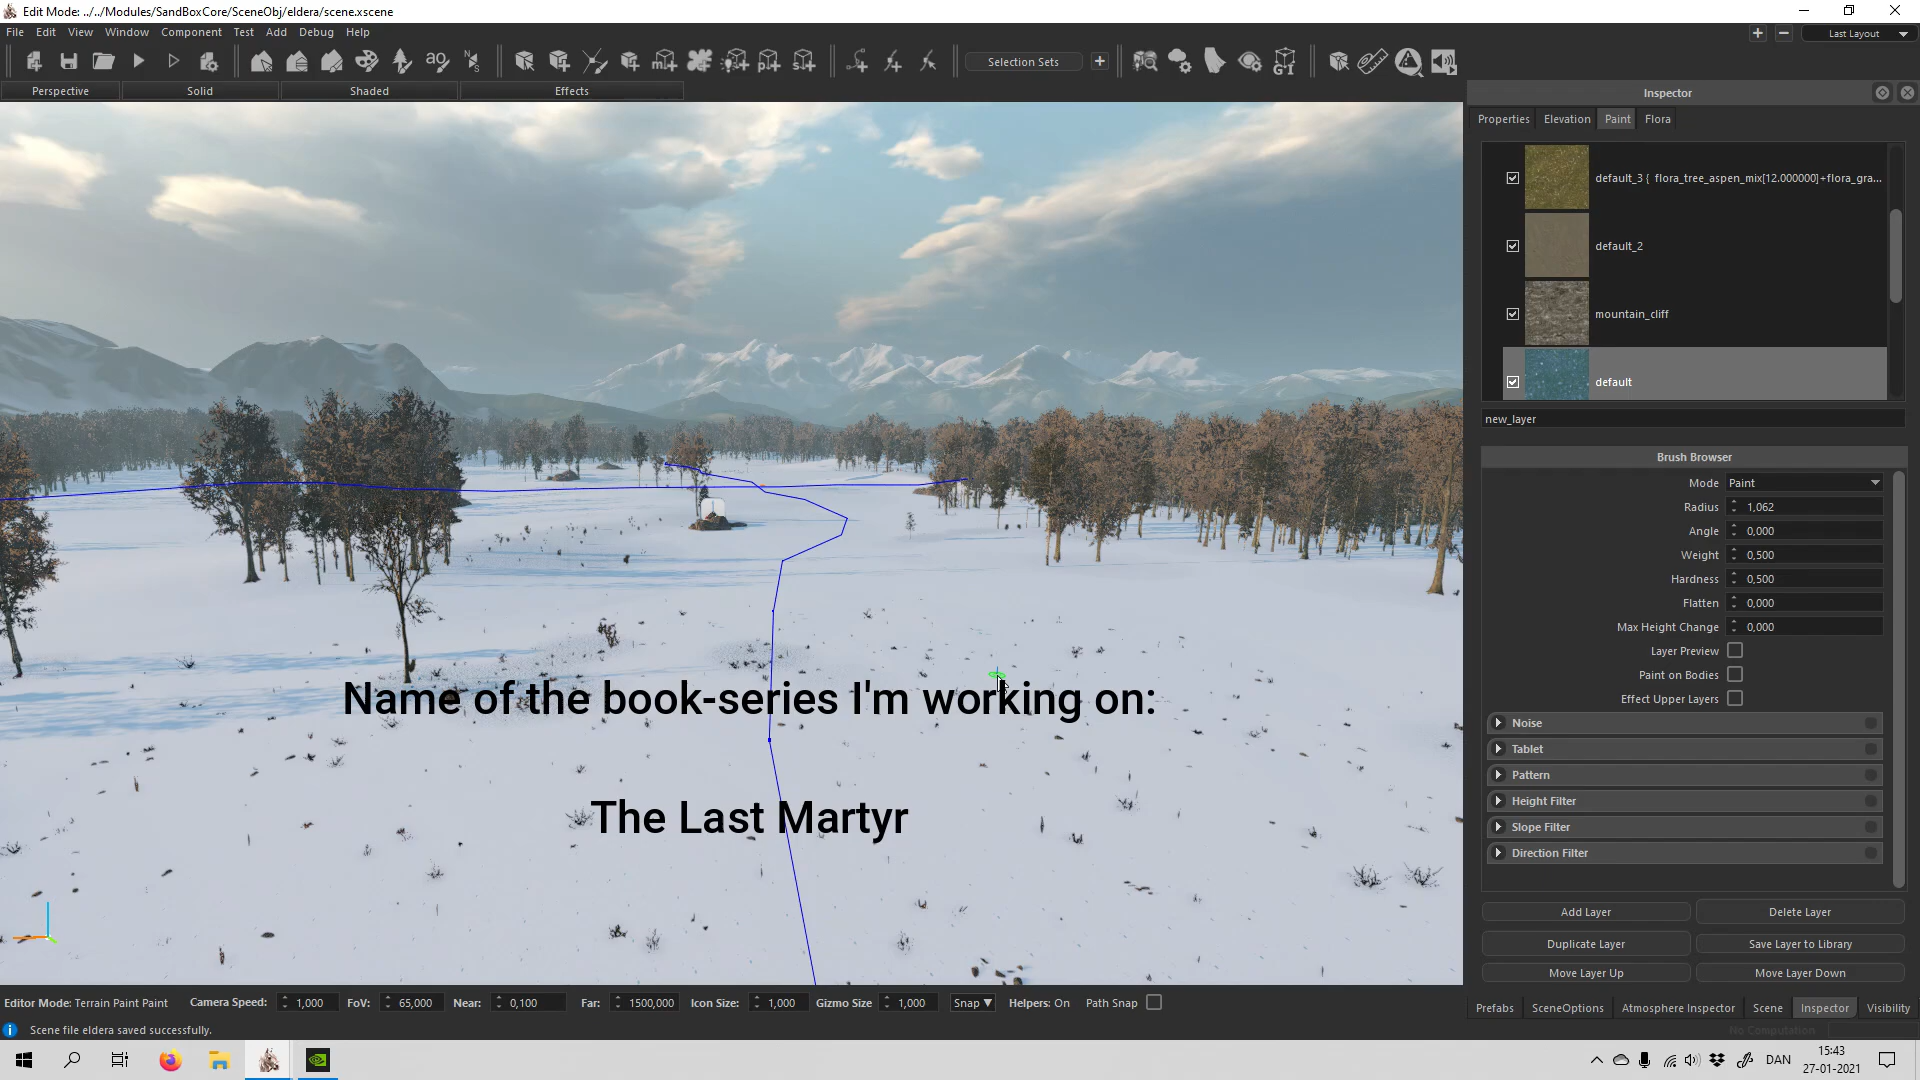 Edit Mode: ../../Modules/SandBoxCore/SceneObj/eldera/scene.xscene
File Edit View Window Component Test Add Debug Help
Last Layout
Selection Sets
Perspective Solid Shaded Effects
Inspector
Properties Elevation Paint Flora
default_3 { flora_tree_aspen_mix[12.000000]+flora_gra...
default_2
mountain_cliff
default
new_layer
Brush Browser
Mode Paint
Radius 1,062
Angle 0,000
Weight 0,500
Hardness 0,500
Flatten 0,000
Max Height Change 0,000
Layer Preview
Paint on Bodies
Effect Upper Layers
Noise
Tablet
Pattern
Height Filter
Slope Filter
Direction Filter
Add Layer Delete Layer
Duplicate Layer Save Layer to Library
Move Layer Up Move Layer Down
Name of the book-series I'm working on:
The Last Martyr
Editor Mode: Terrain Paint Paint Camera Speed: 1,000 FoV: 65,000 Near: 0,100 Far: 1500,000 Icon Size: 1,000 Gizmo Size 1,000 Snap Helpers: On Path Snap
Prefabs SceneOptions Atmosphere Inspector Scene Inspector Visibility
Scene file eldera saved successfully.
No Computation
DAN
15:43
27-01-2021